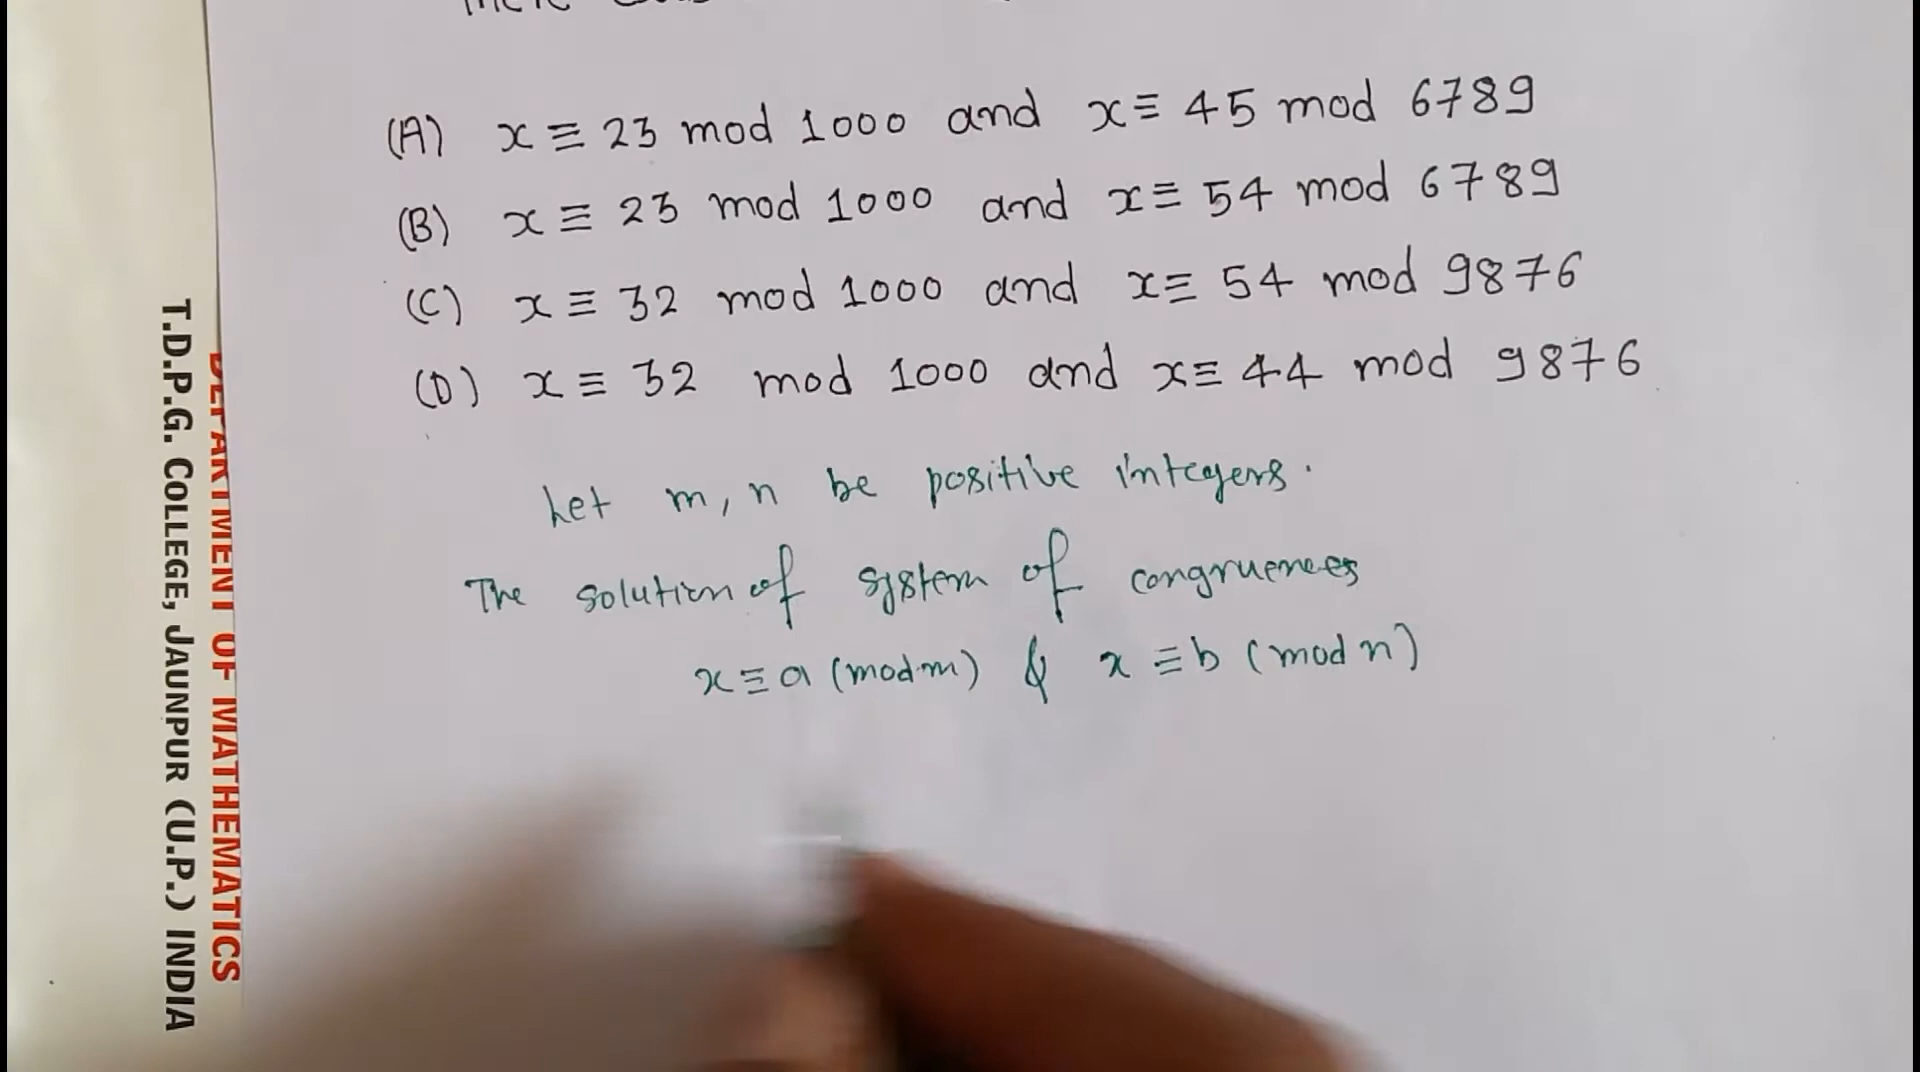 (A) x ≡ 23 mod 1000 and x ≡ 45 mod 6789
(B) x ≡ 23 mod 1000 and x ≡ 54 mod 6789
(C) x ≡ 32 mod 1000 and x ≡ 54 mod 9876
(D) x ≡ 32 mod 1000 and x ≡ 44 mod 9876
Let m, n be positive integers.
The solution of system of congruences
x ≡ a (mod m) & x ≡ b (mod n)
DEPARTMENT OF MATHEMATICS
T.D.P.G. COLLEGE, JAUNPUR (U.P.) INDIA